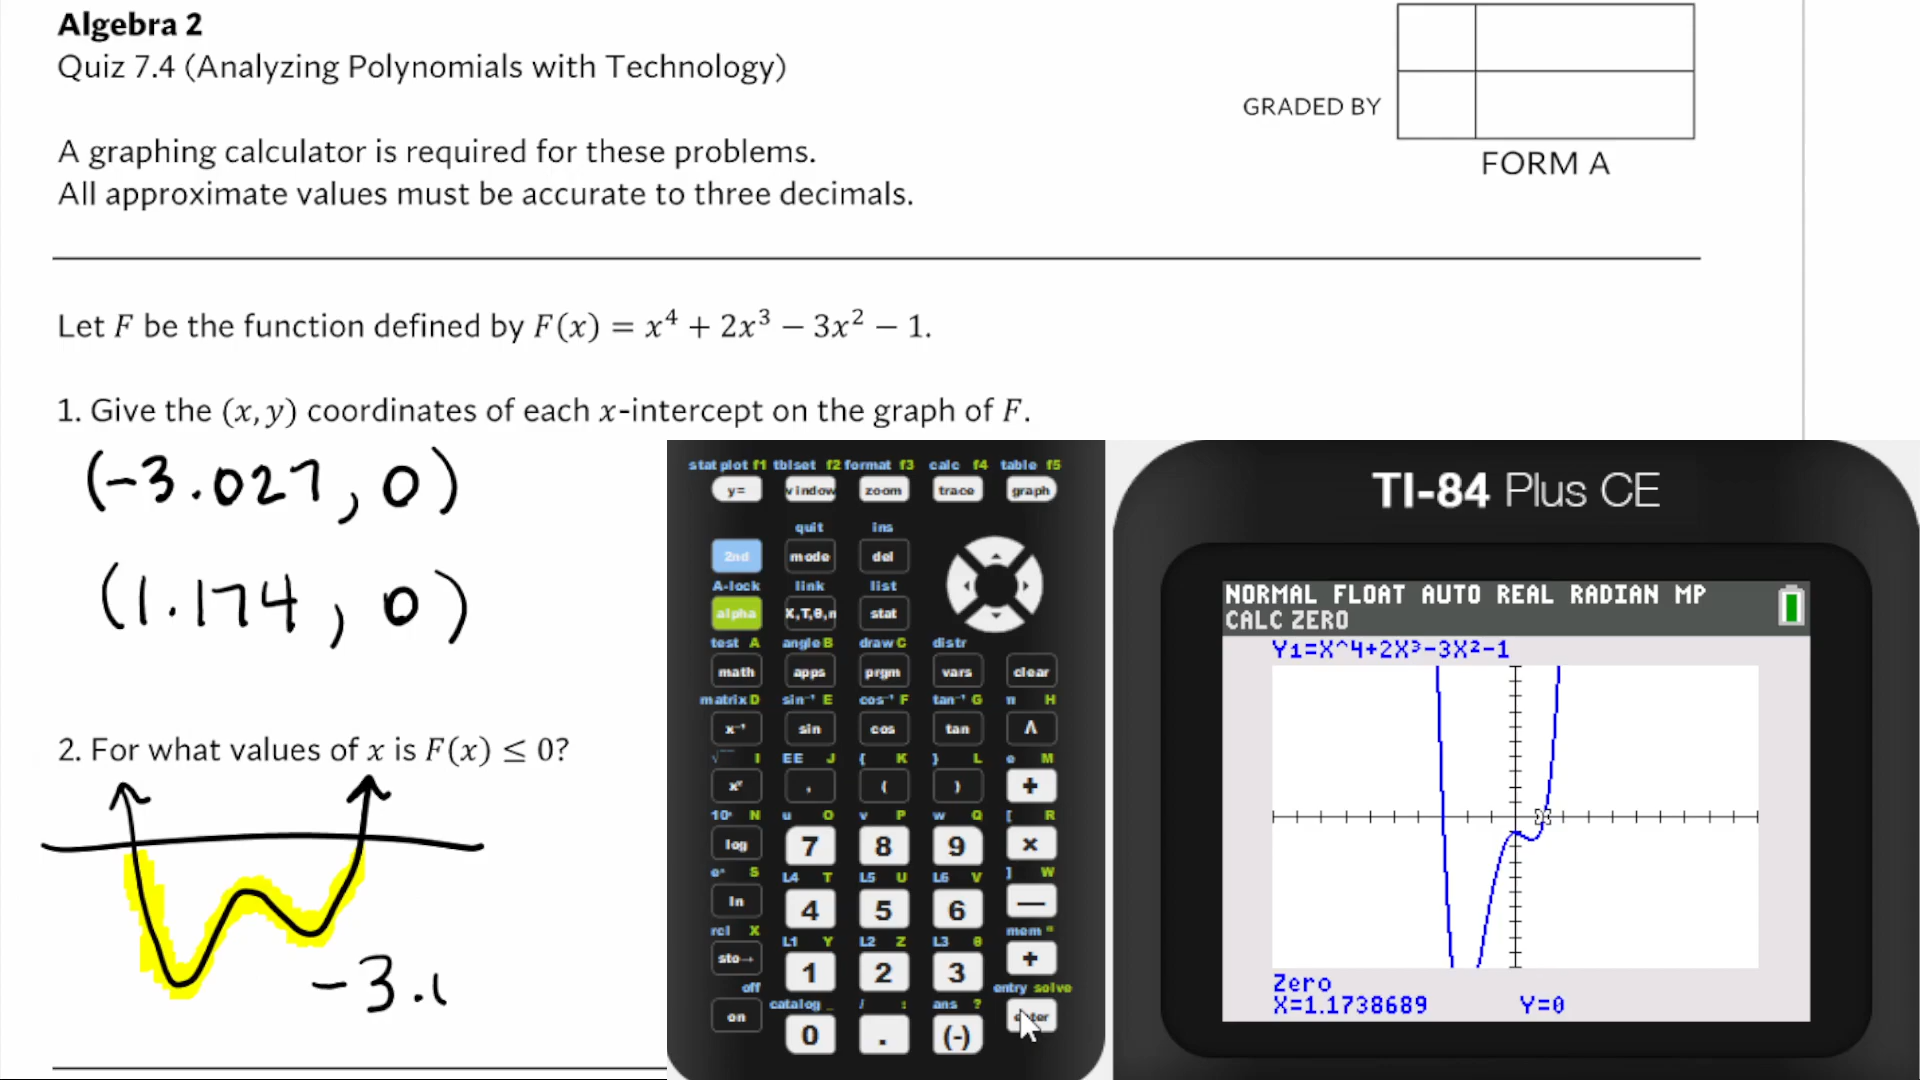 Algebra 2
Quiz 7.4 (Analyzing Polynomials with Technology)
GRADED BY
FORM A
A graphing calculator is required for these problems.
All approximate values must be accurate to three decimals.
Let F be the function defined by F(x) = x⁴ + 2x³ − 3x² − 1.
1. Give the (x, y) coordinates of each x-intercept on the graph of F.
(-3.027, 0)
(1.174, 0)
2. For what values of x is F(x) ≤ 0?
-3.0
stat plot f1 tblset f2 format f3 calc f4 table f5
y= window zoom trace graph
quit ins
2nd mode del
A-lock link list
alpha X,T,θ,n stat
test A angle B draw C distr
math apps prgm vars clear
matrix D sin⁻¹ E cos⁻¹ F tan⁻¹ G π H
x⁻¹ sin cos tan ^
√ I EE J { K } L e M
x² , ( ) ÷
10ˣ N u O v P w Q [ R
log 7 8 9 ×
eˣ S L4 T L5 U L6 V ] W
ln 4 5 6 —
rcl X L1 Y L2 Z L3 θ mem "
sto→ 1 2 3 +
off catalog _ i : ans ? entry solve
on 0 . (-) enter
TI-84 Plus CE
NORMAL FLOAT AUTO REAL RADIAN MP
CALC ZERO
Y1=X^4+2X³-3X²-1
Zero
X=1.1738689 Y=0